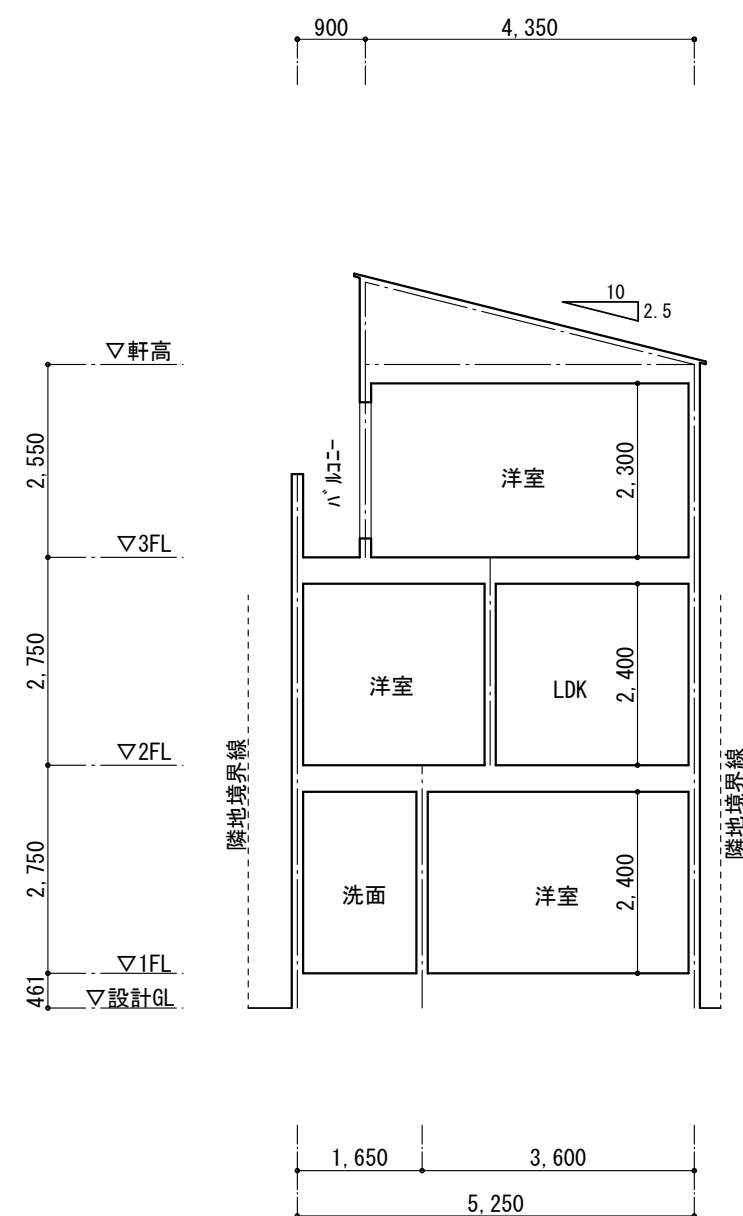 900
4,350
10
2.5
▽軒高
2,550
バルコニー
洋室
2,300
▽3FL
2,750
洋室
LDK
2,400
▽2FL
隣地境界線
隣地境界線
2,750
洗面
洋室
2,400
▽1FL
461
▽設計GL
1,650
3,600
5,250